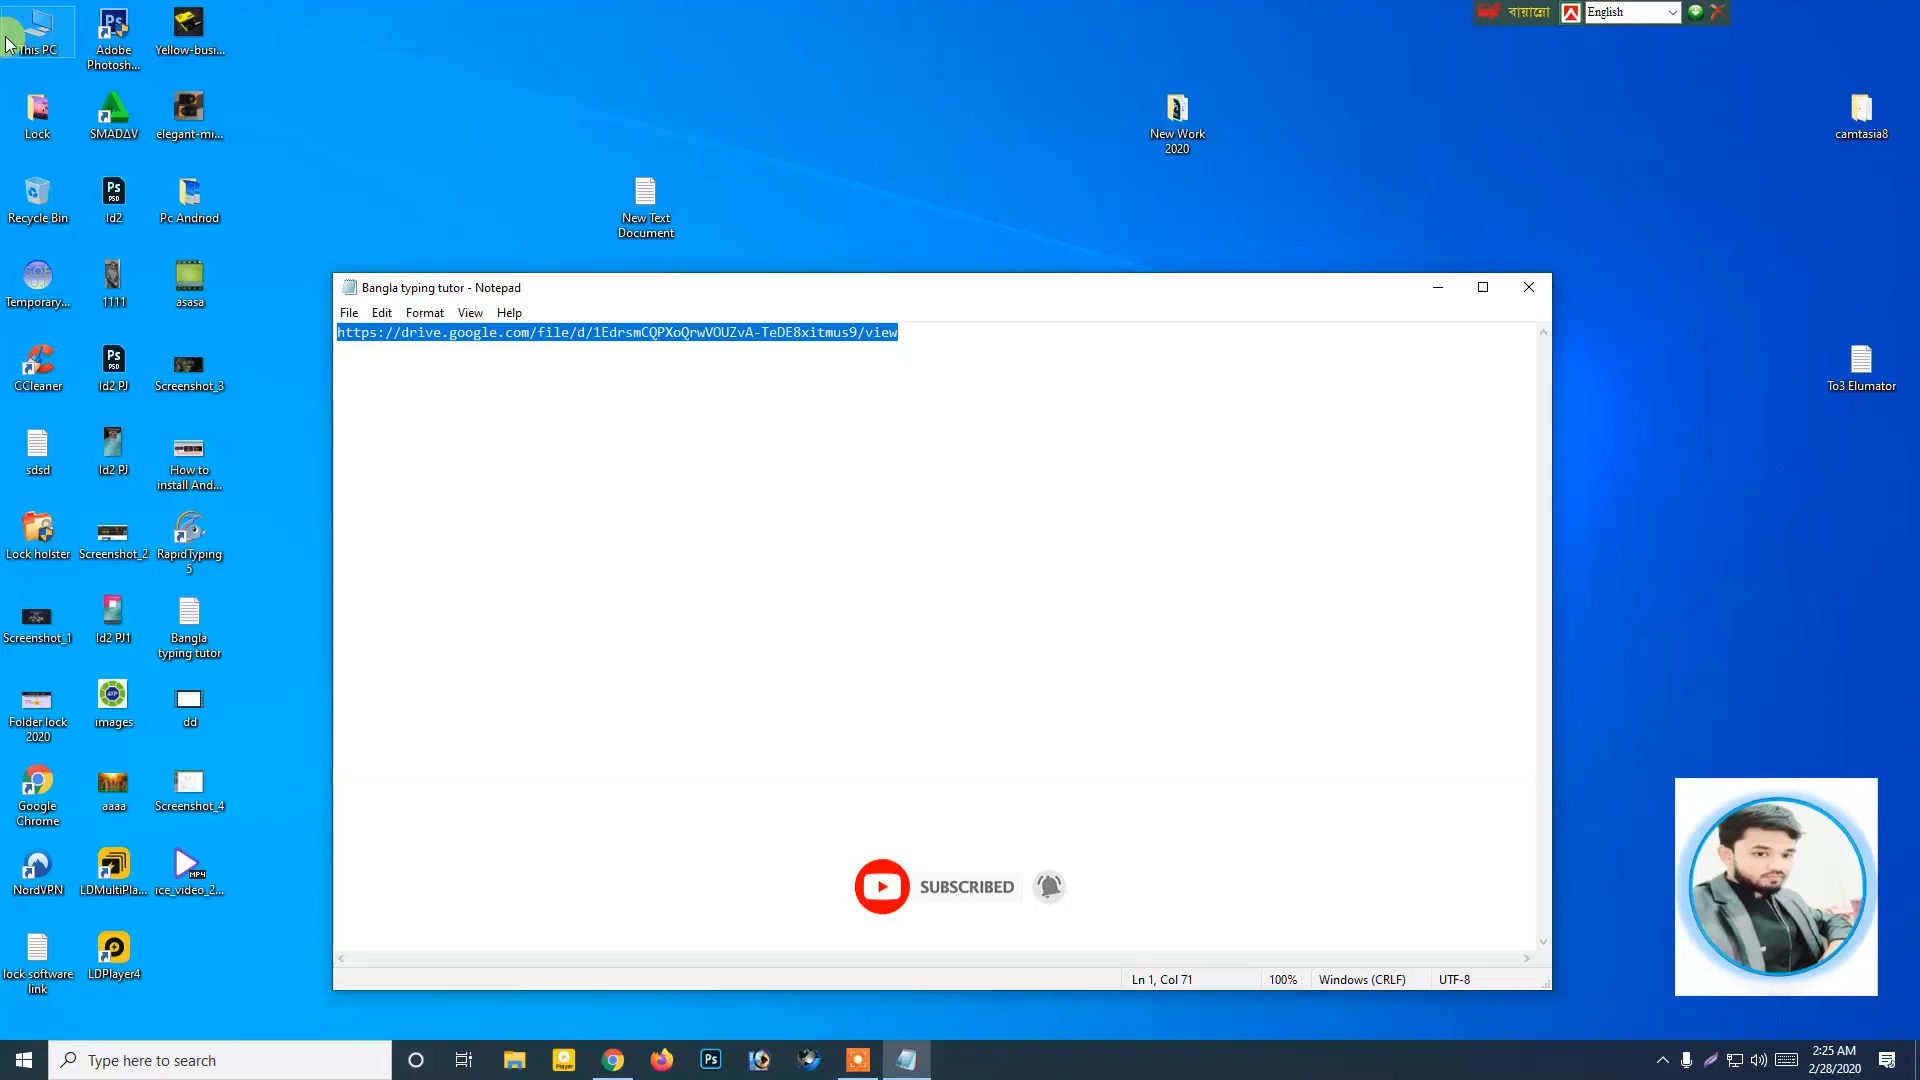 This PC
Adobe
Photosh...
Yellow-busi...
বায়ান্নো
English
Lock
SMADAV
elegant-mi...
New Work
2020
camtasia8
Recycle Bin
Id2
Pc Andriod
New Text
Document
Temporary...
1111
asasa
Bangla typing tutor - Notepad
File Edit Format View Help
https://drive.google.com/file/d/1EdrsmCQPXoQrwVOUZvA-TeDE8xitmus9/view
CCleaner
Id2 PJ
Screenshot_3
To3 Elumator
sdsd
Id2 PJ
How to
install And...
Lock holster
Screenshot_2
RapidTyping
5
Screenshot_1
Id2 PJ1
Bangla
typing tutor
Folder lock
2020
images
dd
Google
Chrome
aaaa
Screenshot_4
NordVPN
LDMultiPla...
ice_video_2...
SUBSCRIBED
lock software
link
LDPlayer4
Ln 1, Col 71
100%
Windows (CRLF)
UTF-8
Type here to search
2:25 AM
2/28/2020